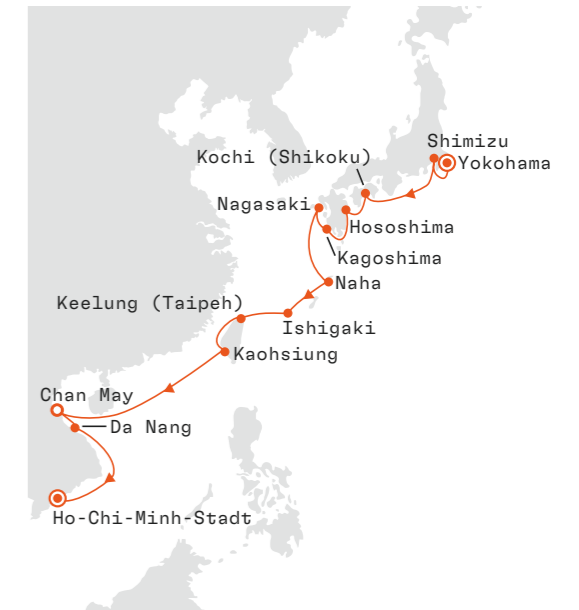 Shimizu
Kochi (Shikoku)
Yokohama
Nagasaki
Hososhima
Kagoshima
Naha
Keelung (Taipeh)
Ishigaki
Kaohsiung
Chan May
Da Nang
Ho-Chi-Minh-Stadt